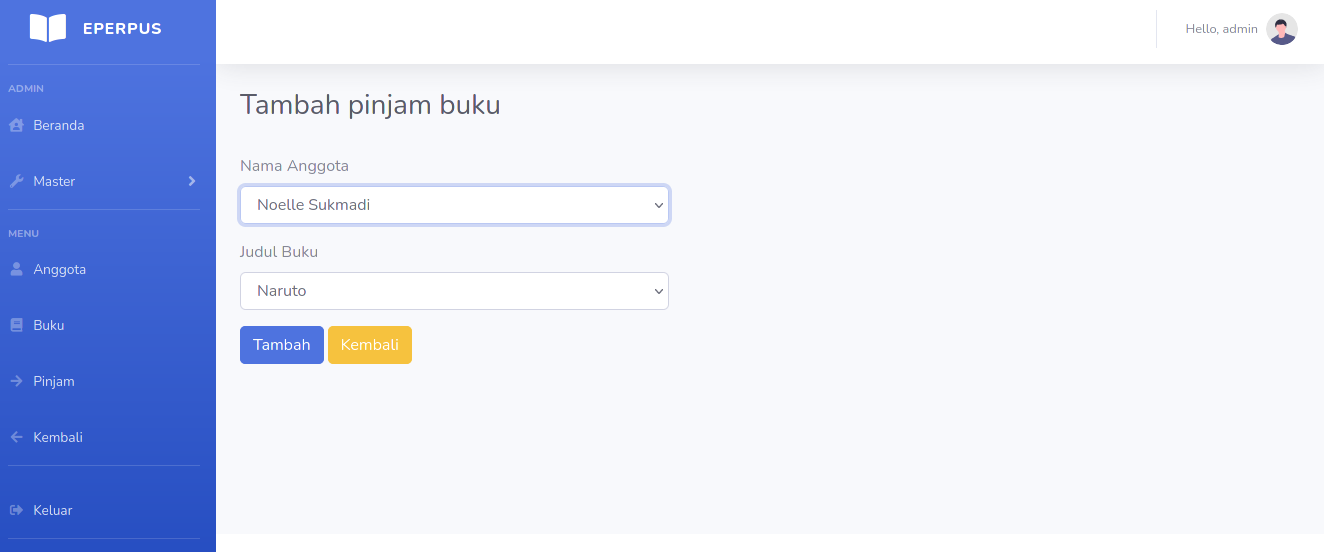 EPERPUS
Hello, admin
ADMIN
Beranda
Master
MENU
Anggota
Buku
Pinjam
Kembali
Keluar
Tambah pinjam buku
Nama Anggota
Noelle Sukmadi
Judul Buku
Naruto
Tambah Kembali